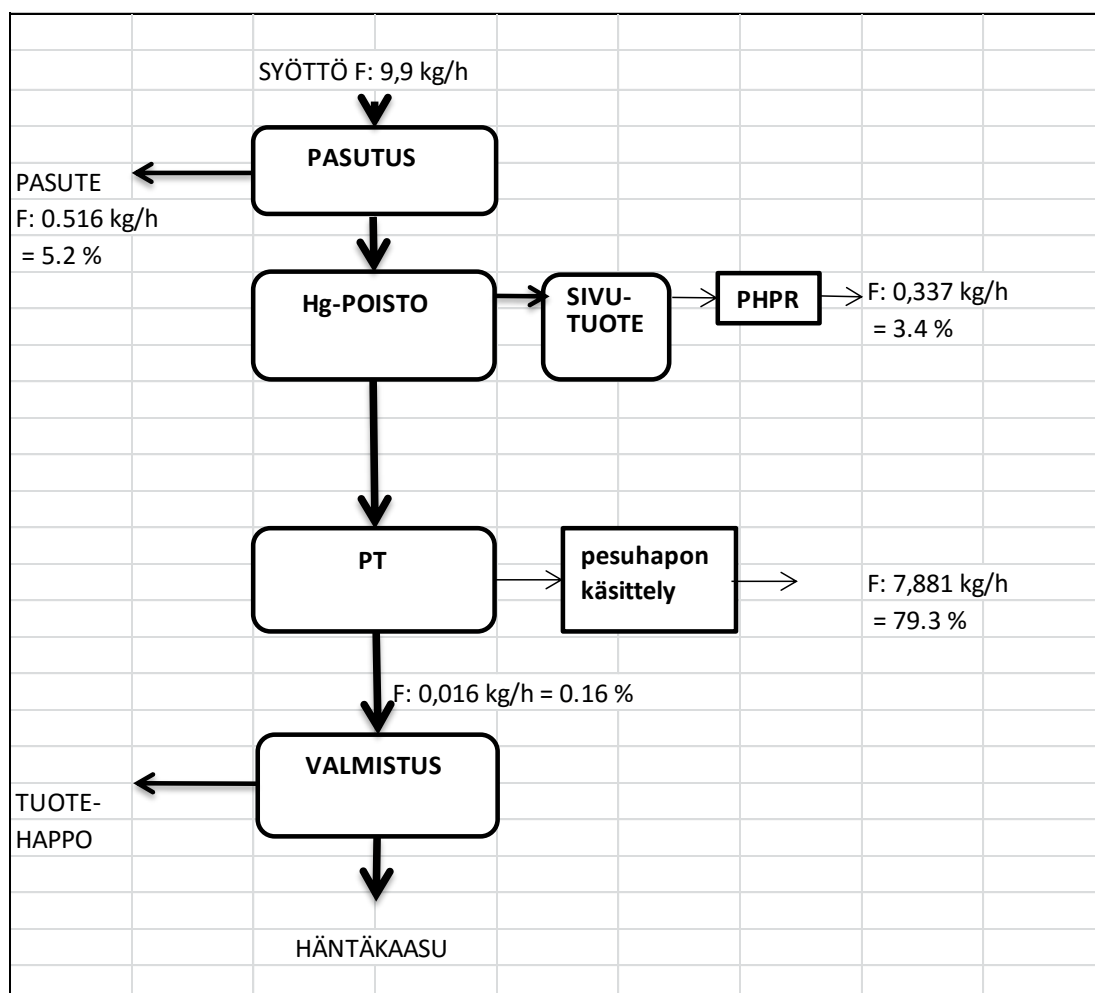 SYÖTTÖ F: 9,9 kg/h
PASUTUS
PASUTE
F: 0.516 kg/h
= 5.2 %
Hg-POISTO
SIVU-
TUOTE
PHPR
F: 0,337 kg/h
= 3.4 %
PT
pesuhapon
käsittely
F: 7,881 kg/h
= 79.3 %
F: 0,016 kg/h = 0.16 %
VALMISTUS
TUOTE-
HAPPO
HÄNTÄKAASU